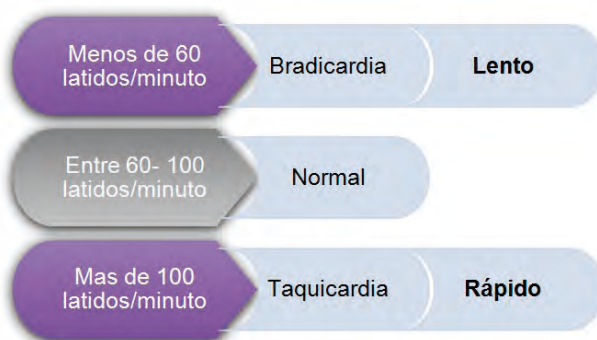 Menos de 60
latidos/minuto
Bradicardia
Lento
Entre 60- 100
latidos/minuto
Normal
Mas de 100
latidos/minuto
Taquicardia
Rápido